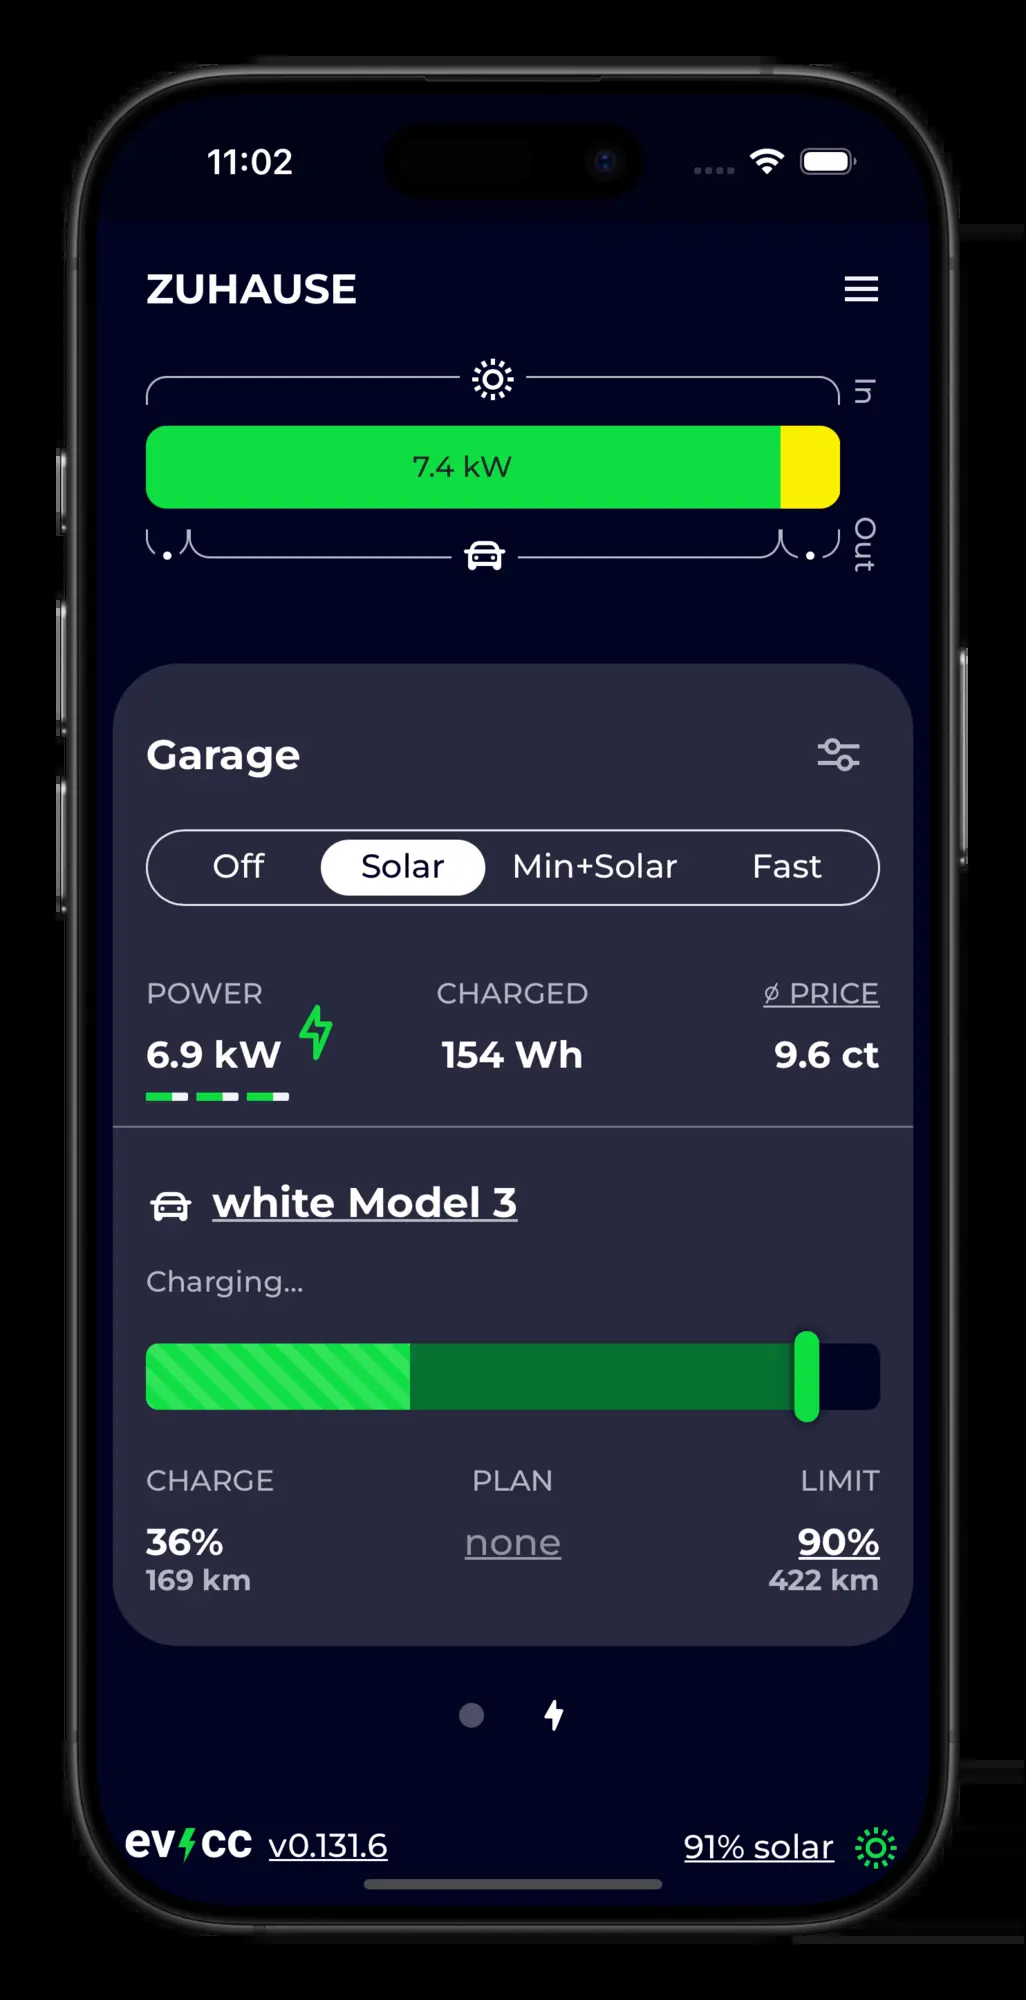 11:02
ZUHAUSE
In
7.4 kW
Out
Garage
Off Solar Min+Solar Fast
POWER CHARGED ⌀ PRICE
6.9 kW 154 Wh 9.6 ct
white Model 3
Charging...
CHARGE PLAN LIMIT
36% none 90%
169 km 422 km
evcc v0.131.6 91% solar